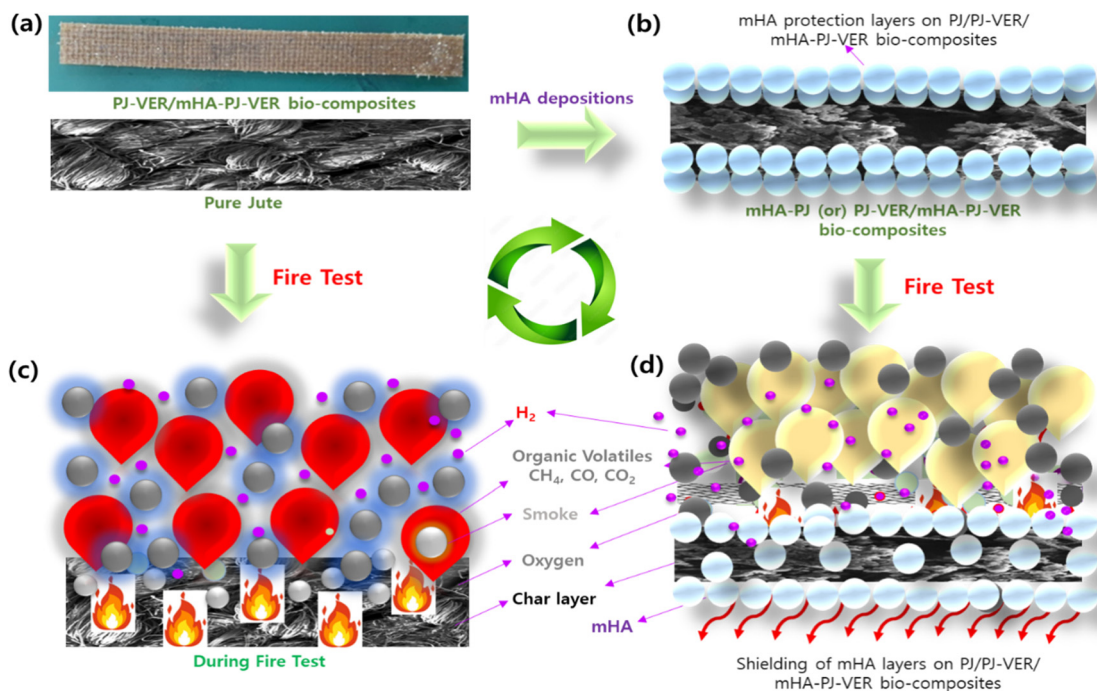 (a)
PJ-VER/mHA-PJ-VER bio-composites
Pure Jute
mHA depositions
(b)
mHA protection layers on PJ/PJ-VER/
mHA-PJ-VER bio-composites
mHA-PJ (or) PJ-VER/mHA-PJ-VER
bio-composites
Fire Test
Fire Test
(c)
During Fire Test
H₂
Organic Volatiles
CH₄, CO, CO₂
Smoke
Oxygen
Char layer
mHA
(d)
Shielding of mHA layers on PJ/PJ-VER/
mHA-PJ-VER bio-composites